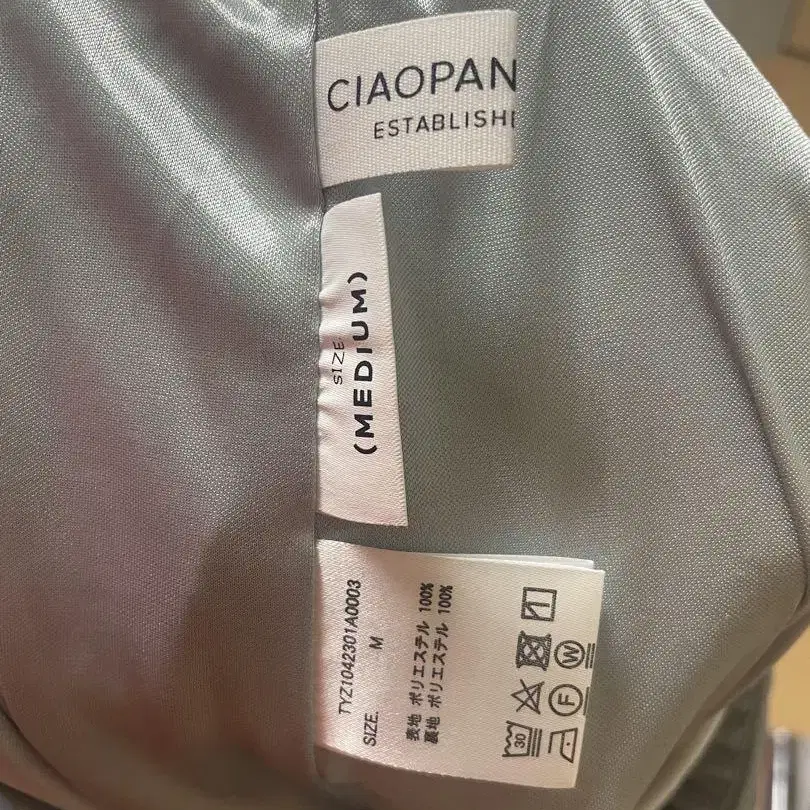 CIAOPAN
ESTABLISH
SIZE
(MEDIUM)
TYZ1042301A0003
SIZE. M
表地 ポリエステル 100%
裏地 ポリエステル 100%
30
F
W